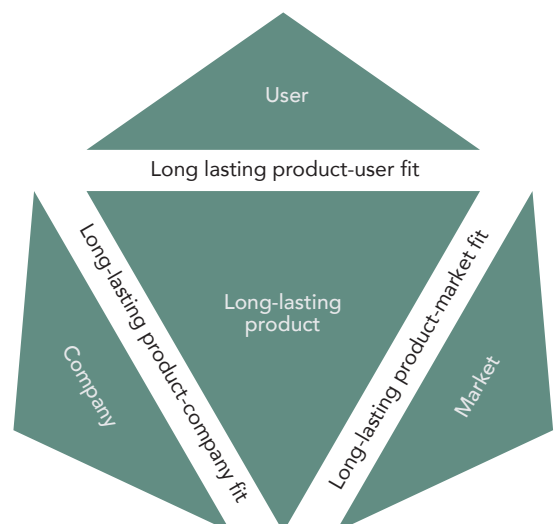 User
Long lasting product-user fit
Long-lasting product-company fit
Long-lasting
product
Long-lasting product-market fit
Company
Market